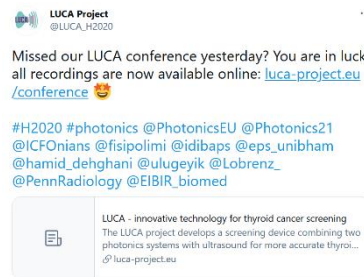 LUCA Project
@LUCA_H2020
Missed our LUCA conference yesterday? You are in luck
all recordings are now available online: luca-project.eu
/conference 🤩
#H2020 #photonics @PhotonicsEU @Photonics21
@ICFOnians @fisipolimi @idibaps @eps_unibham
@hamid_dehghani @ulugeyik @Lobrenz_
@PennRadiology @EIBIR_biomed
LUCA - innovative technology for thyroid cancer screening
The LUCA project develops a screening device combining two
photonics systems with ultrasound for more accurate thyroi...
luca-project.eu